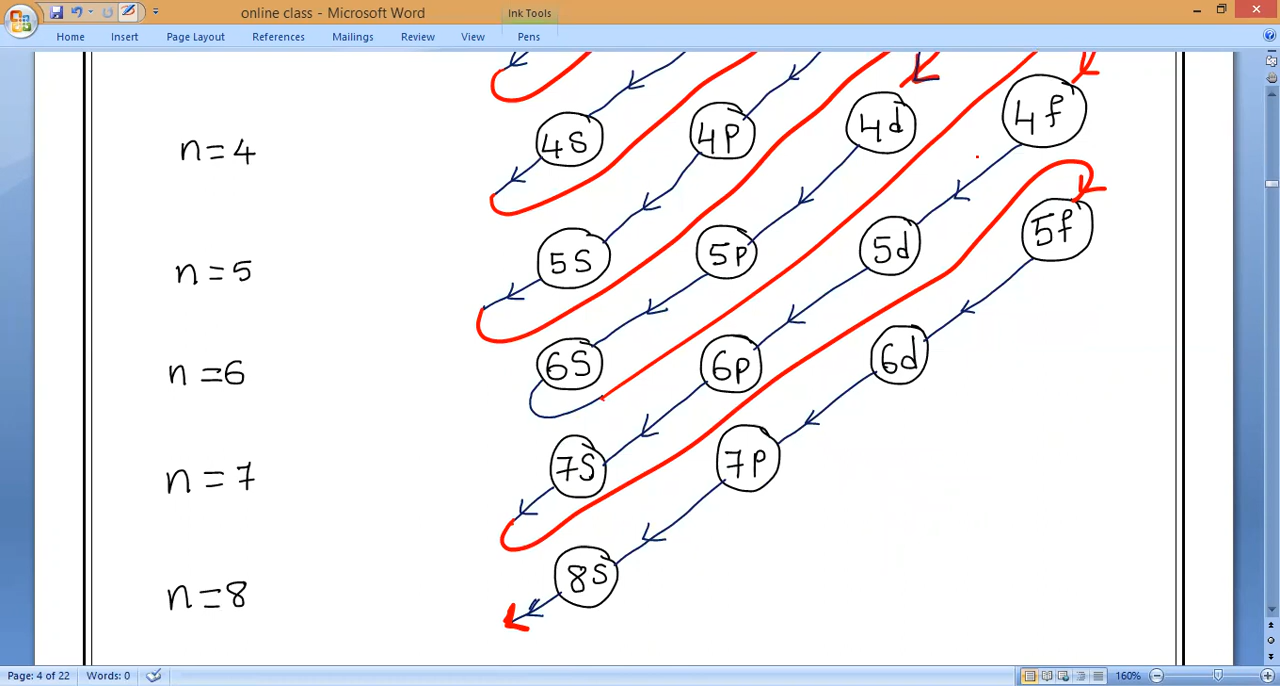 online class - Microsoft Word
Ink Tools
Home Insert Page Layout References Mailings Review View Pens
n=4 4S 4P 4d 4f
n=5 5S 5P 5d 5f
n=6 6S 6P 6d
n=7 7S 7P
n=8 8S
Page: 4 of 22 Words: 0 160%